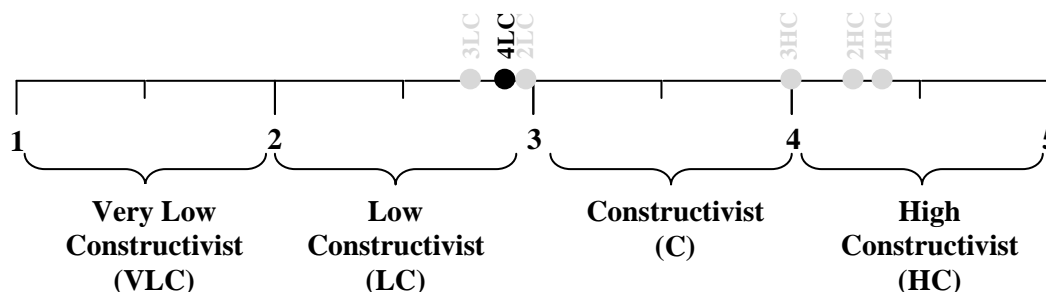 3LC 4LC 2LC 3HC 2HC 4HC
1 2 3 4 5
Very Low Low Constructivist High
Constructivist Constructivist (C) Constructivist
(VLC) (LC) (HC)